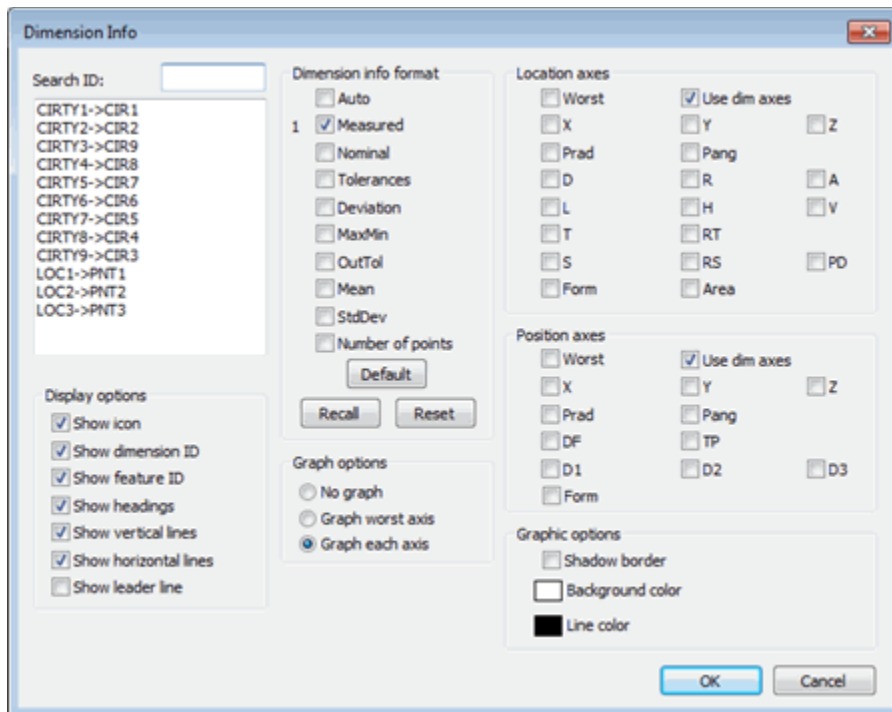 Dimension Info
Search ID:
CIRTY1->CIR1
CIRTY2->CIR2
CIRTY3->CIR9
CIRTY4->CIR8
CIRTY5->CIR7
CIRTY6->CIR6
CIRTY7->CIR5
CIRTY8->CIR4
CIRTY9->CIR3
LOC1->PNT1
LOC2->PNT2
LOC3->PNT3
Display options
Show icon
Show dimension ID
Show feature ID
Show headings
Show vertical lines
Show horizontal lines
Show leader line
Dimension info format
Auto
1 Measured
Nominal
Tolerances
Deviation
MaxMin
OutTol
Mean
StdDev
Number of points
Default
Recall Reset
Graph options
No graph
Graph worst axis
Graph each axis
Location axes
Worst Use dim axes
X Y Z
Prad Pang
D R A
L H V
T RT
S RS PD
Form Area
Position axes
Worst Use dim axes
X Y Z
Prad Pang
DF TP
D1 D2 D3
Form
Graphic options
Shadow border
Background color
Line color
OK Cancel